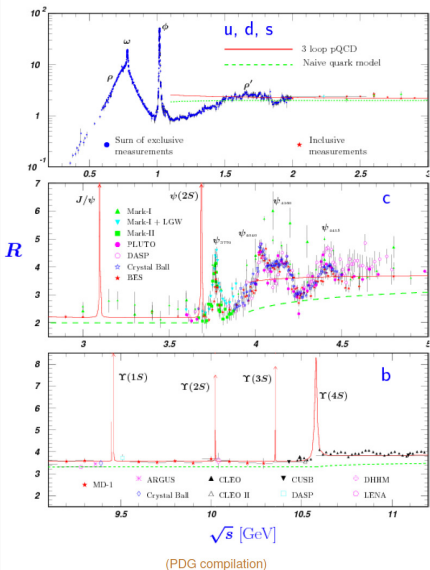 u, d, s
10²
10
1
10⁻¹
ϕ
ω
ρ
ρ′
3 loop pQCD
Naive quark model
Sum of exclusive measurements
Inclusive measurements
0.5 1 1.5 2 2.5 3
R
7
6
5
4
3
2
J/ψ
ψ(2S)
c
Mark-I
Mark-I + LGW
Mark-II
PLUTO
DASP
Crystal Ball
BES
3 3.5 4 4.5 5
8
7
6
5
4
3
2
Υ(1S)
Υ(2S)
Υ(3S)
Υ(4S)
b
MD-1
ARGUS CLEO CUSB DHHM
Crystal Ball CLEO II DASP LENA
9.5 10 10.5 11
√s [GeV]
(PDG compilation)